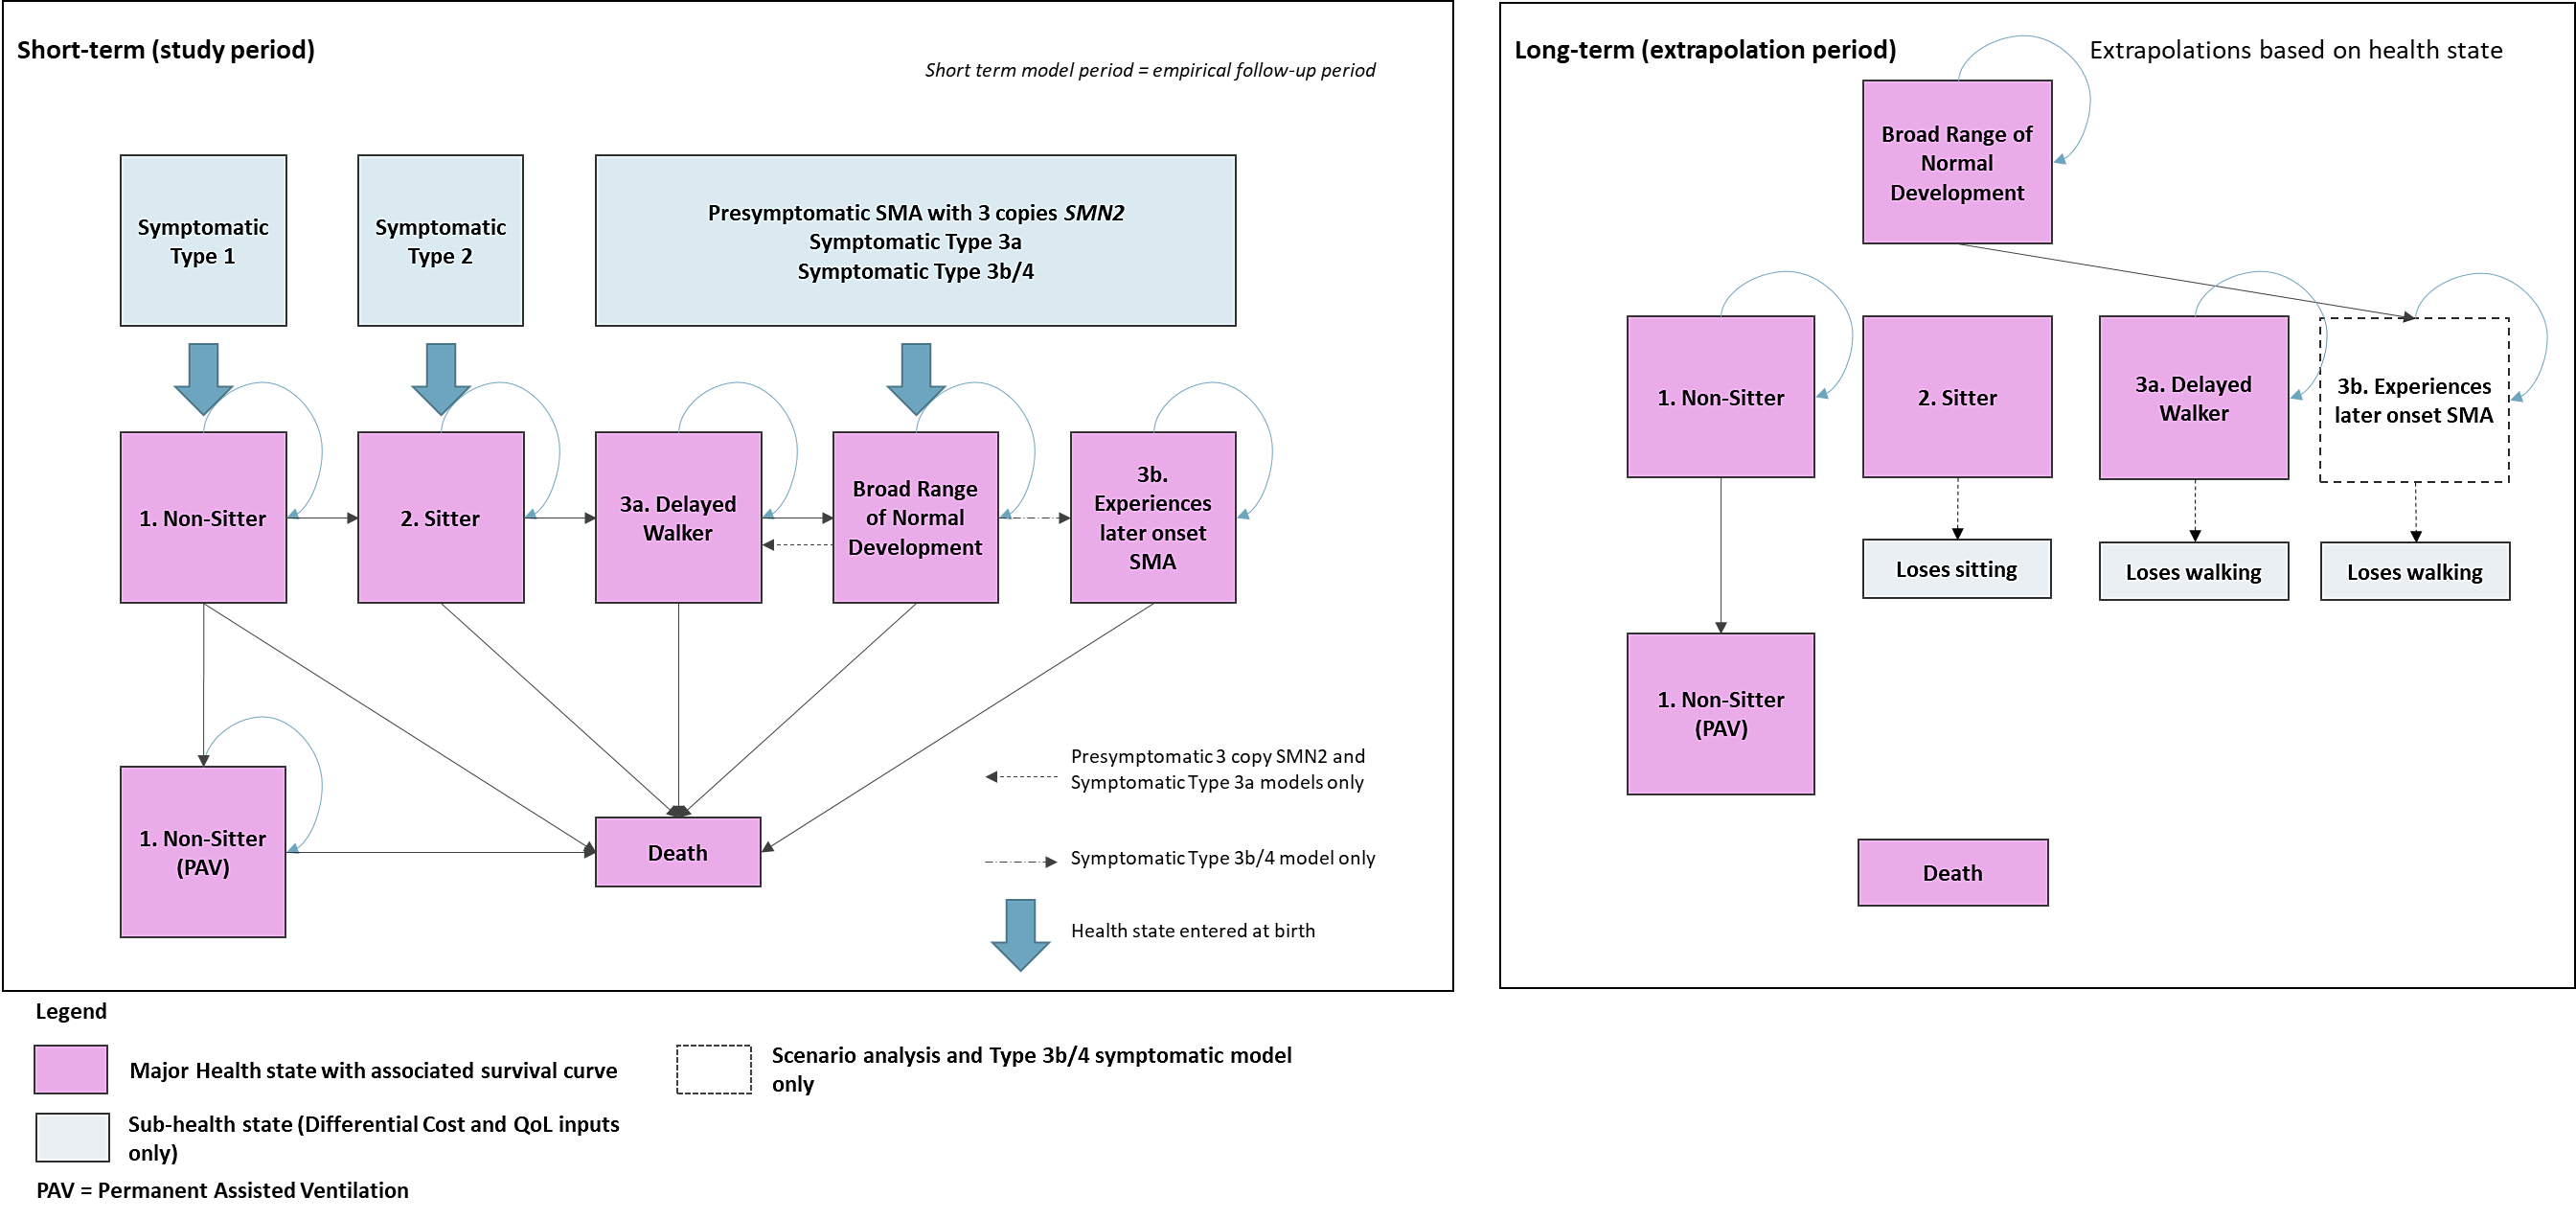 Short-term (study period)
Short term model period = empirical follow-up period
Symptomatic
Type 1
Symptomatic
Type 2
Presymptomatic SMA with 3 copies SMN2
Symptomatic Type 3a
Symptomatic Type 3b/4
1. Non-Sitter
2. Sitter
3a. Delayed
Walker
Broad Range
of Normal
Development
3b.
Experiences
later onset
SMA
1. Non-Sitter
(PAV)
Death
Presymptomatic 3 copy SMN2 and
Symptomatic Type 3a models only
Symptomatic Type 3b/4 model only
Health state entered at birth
Long-term (extrapolation period)
Extrapolations based on health state
Broad Range of
Normal
Development
1. Non-Sitter
2. Sitter
3a. Delayed
Walker
3b. Experiences
later onset SMA
Loses sitting
Loses walking
Loses walking
1. Non-Sitter
(PAV)
Death
Legend
Major Health state with associated survival curve
Scenario analysis and Type 3b/4 symptomatic model
only
Sub-health state (Differential Cost and QoL inputs
only)
PAV = Permanent Assisted Ventilation